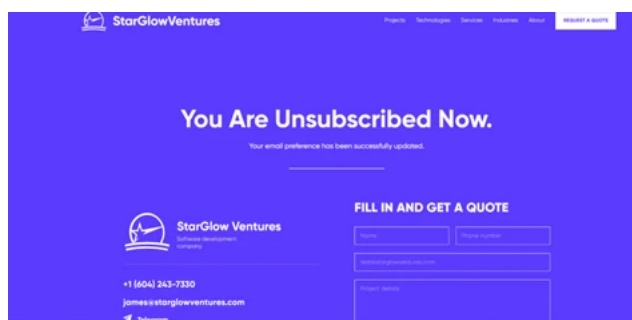 StarGlowVentures
Projects Technologies Services Industries About REQUEST A QUOTE
You Are Unsubscribed Now.
Your email preference has been successfully updated.
FILL IN AND GET A QUOTE
StarGlow Ventures
Software development
company
Name Phone number
+1 (604) 243-7330
james@starglowventures.com
Project details
Telegram